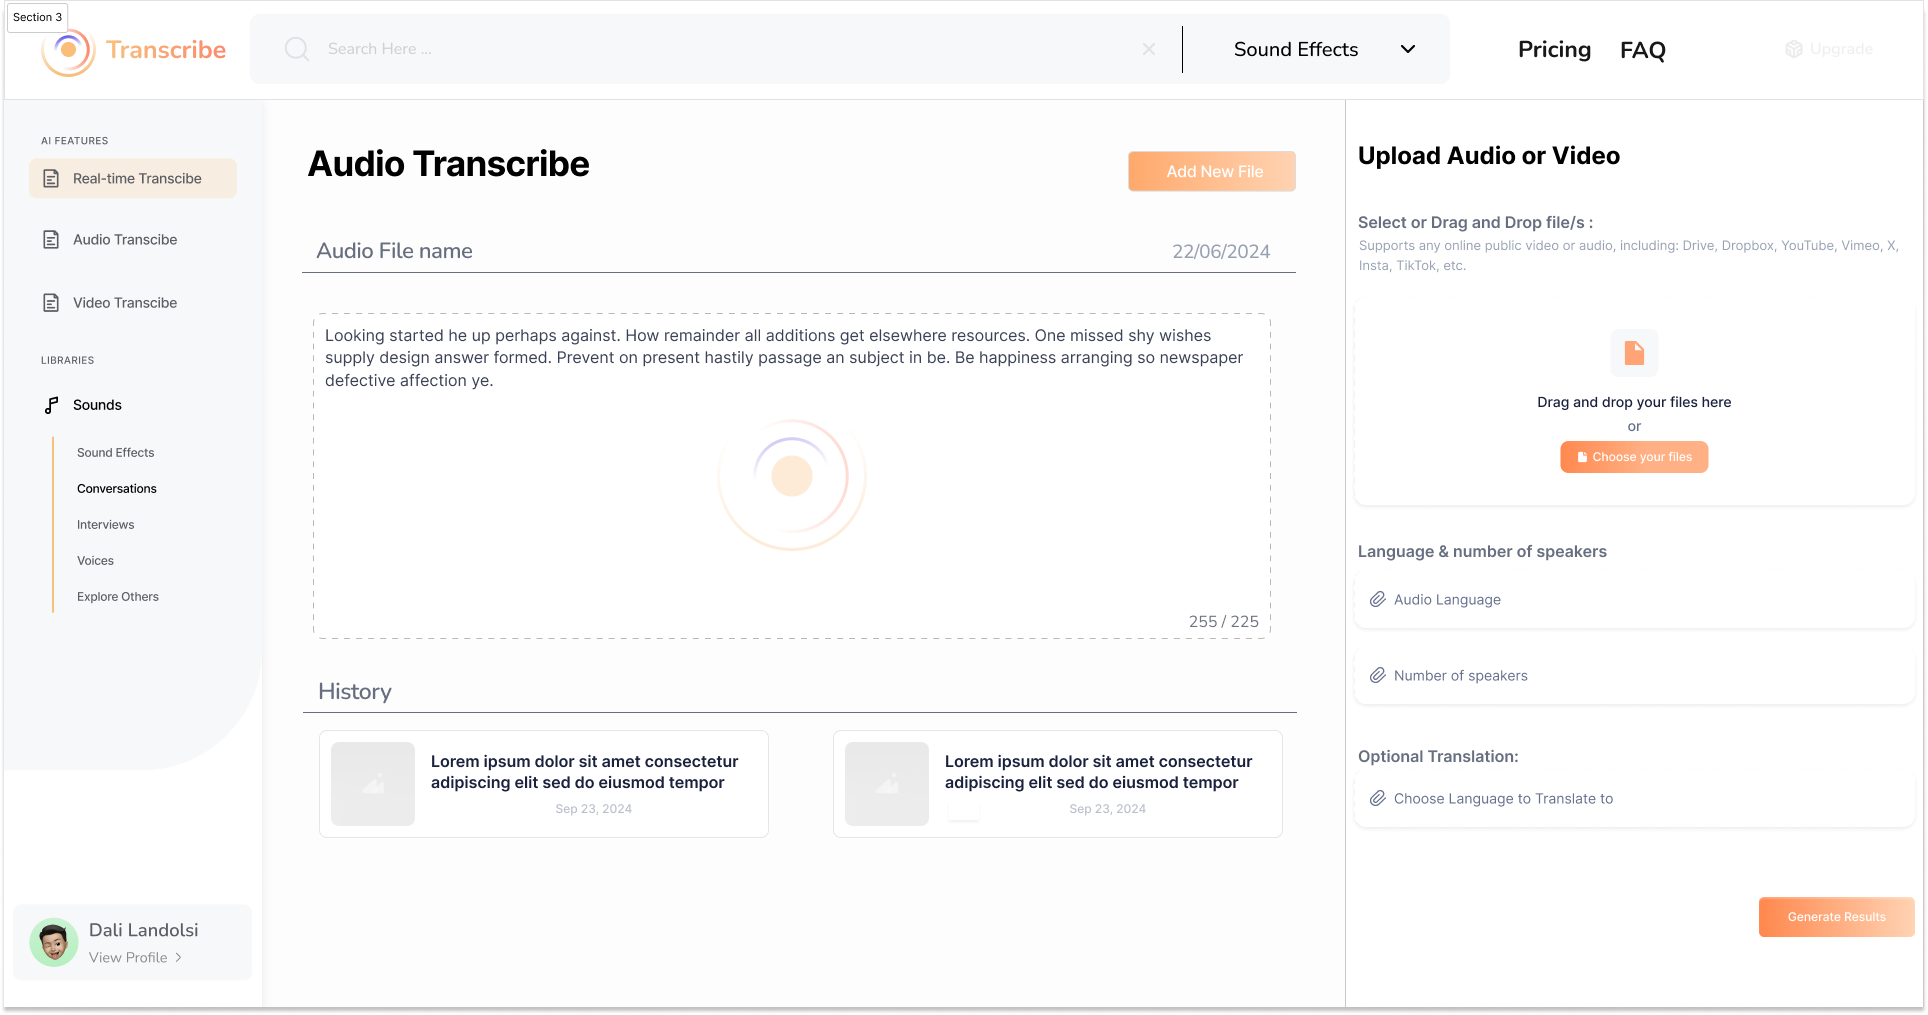 Section 3
Transcribe
Search Here ...
Sound Effects
Pricing
FAQ
Upgrade
AI FEATURES
Real-time Transcibe
Audio Transcibe
Video Transcibe
LIBRARIES
Sounds
Sound Effects
Conversations
Interviews
Voices
Explore Others
Dali Landolsi
View Profile
Audio Transcribe
Add New File
Audio File name
22/06/2024
Looking started he up perhaps against. How remainder all additions get elsewhere resources. One missed shy wishes
supply design answer formed. Prevent on present hastily passage an subject in be. Be happiness arranging so newspaper
defective affection ye.
255 / 225
History
Lorem ipsum dolor sit amet consectetur
adipiscing elit sed do eiusmod tempor
Sep 23, 2024
Lorem ipsum dolor sit amet consectetur
adipiscing elit sed do eiusmod tempor
Sep 23, 2024
Upload Audio or Video
Select or Drag and Drop file/s :
Supports any online public video or audio, including: Drive, Dropbox, YouTube, Vimeo, X,
Insta, TikTok, etc.
Drag and drop your files here
or
Choose your files
Language & number of speakers
Audio Language
Number of speakers
Optional Translation:
Choose Language to Translate to
Generate Results